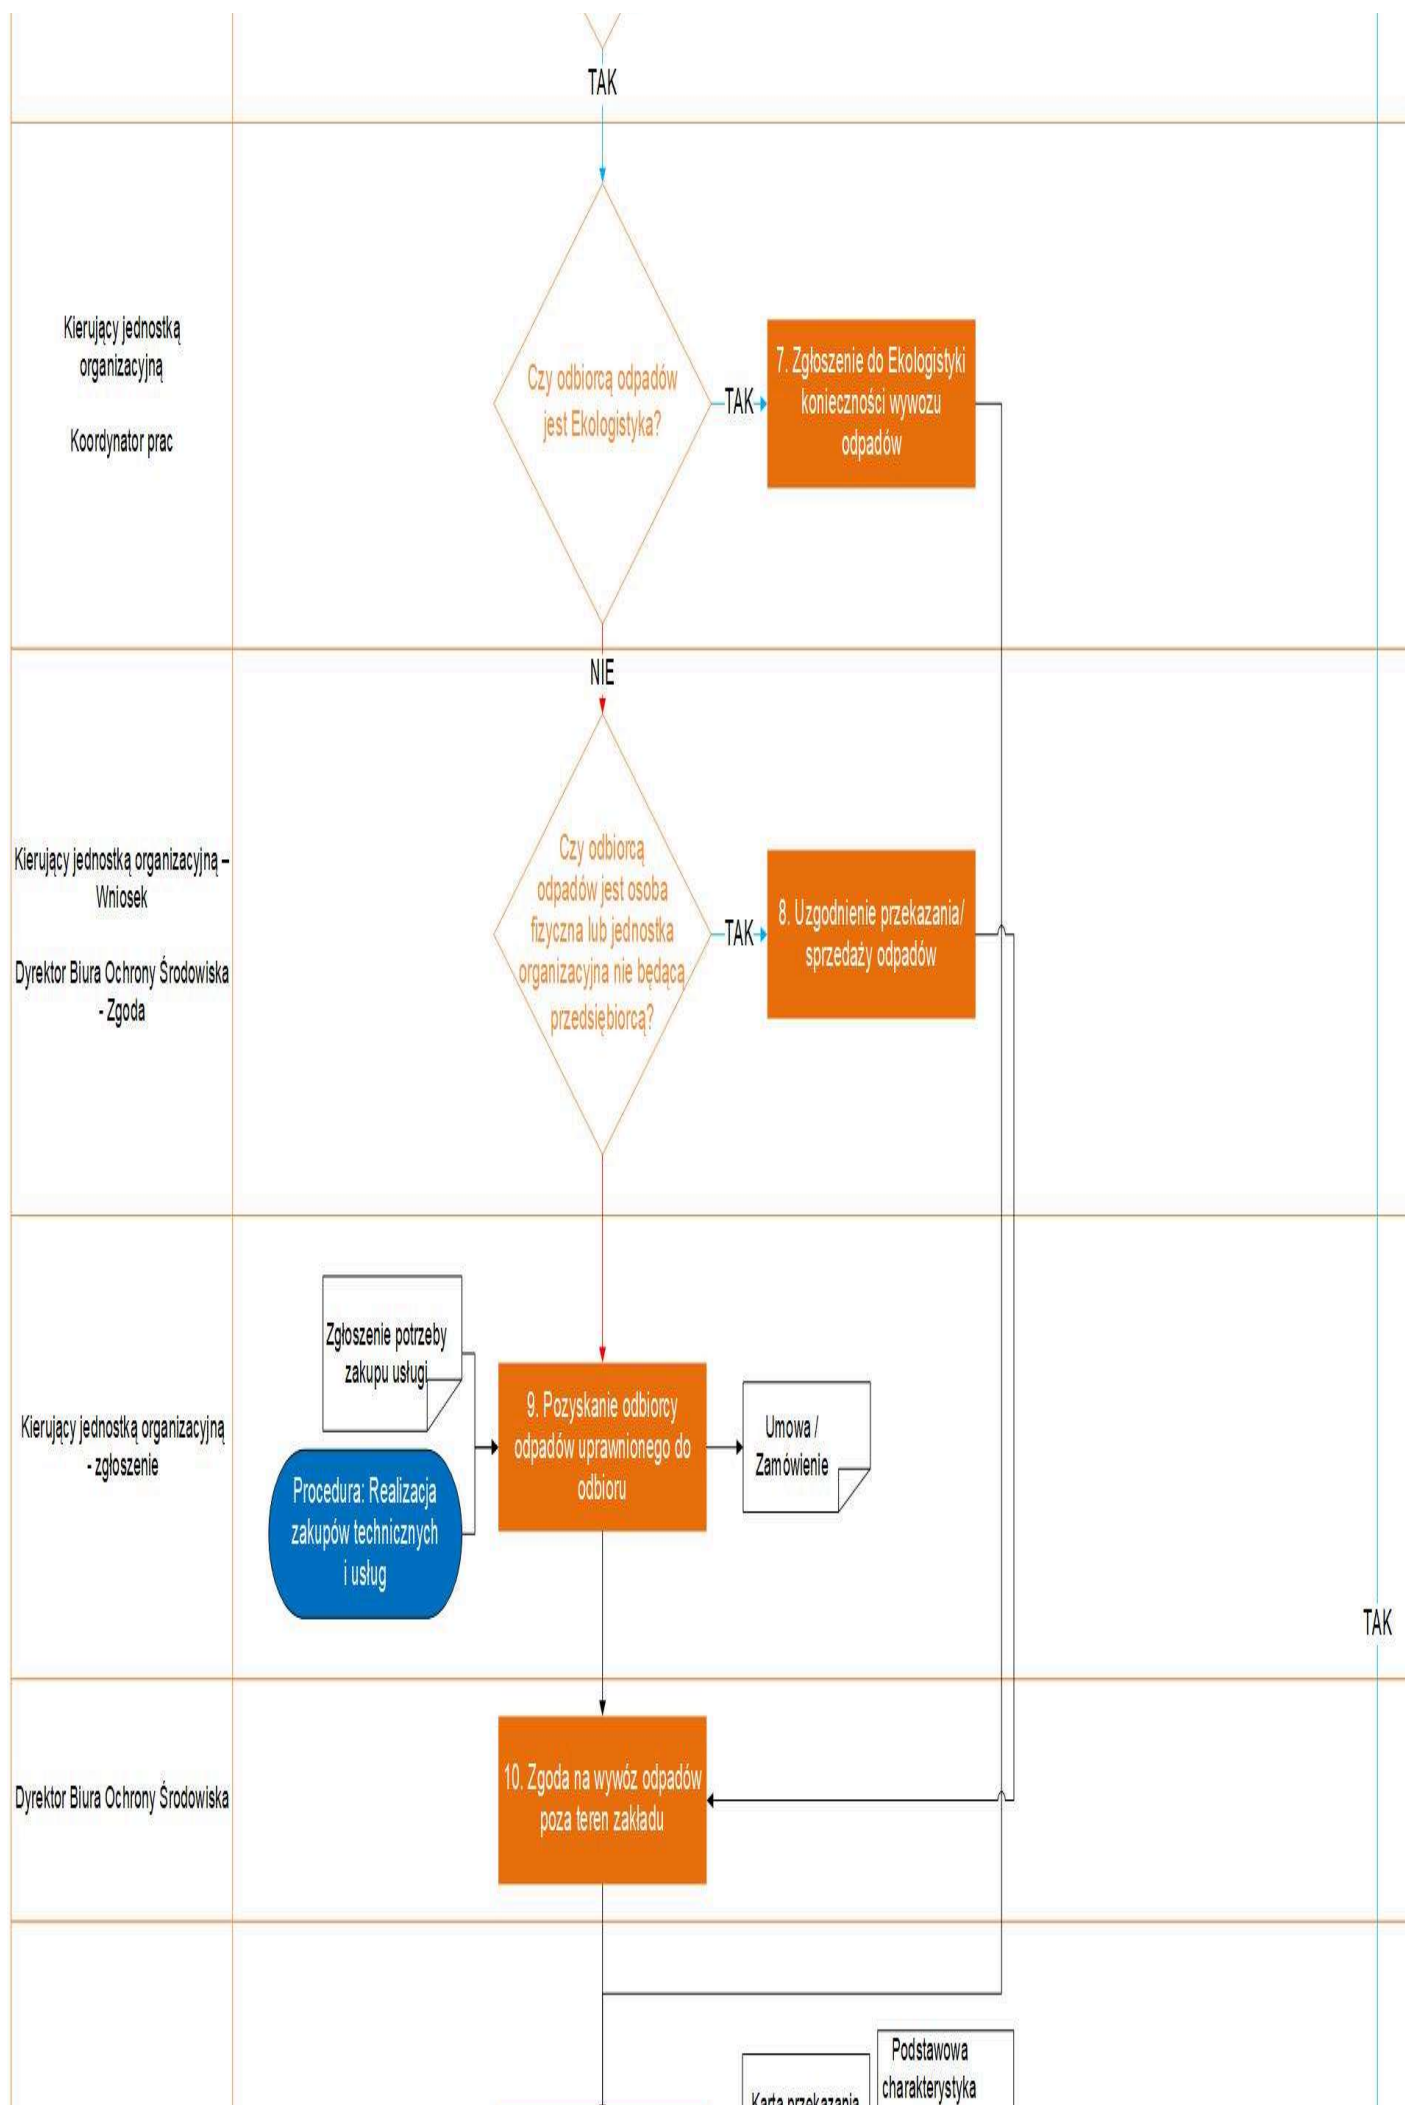 TAK
Kierujący jednostką
organizacyjną
Koordynator prac
Czy odbiorcą odpadów
jest Ekologistyka?
TAK
7. Zgłoszenie do Ekologistyki
konieczności wywozu
odpadów
NIE
Kierujący jednostką organizacyjną –
Wniosek
Dyrektor Biura Ochrony Środowiska
- Zgoda
Czy odbiorcą
odpadów jest osoba
fizyczna lub jednostka
organizacyjna nie będąca
przedsiębiorcą?
TAK
8. Uzgodnienie przekazania/
sprzedaży odpadów
Kierujący jednostką organizacyjną
- zgłoszenie
Zgłoszenie potrzeby
zakupu usługi
Procedura: Realizacja
zakupów technicznych
i usług
9. Pozyskanie odbiorcy
odpadów uprawnionego do
odbioru
Umowa /
Zamówienie
TAK
Dyrektor Biura Ochrony Środowiska
10. Zgoda na wywóz odpadów
poza teren zakładu
Karta przekazania
Podstawowa
charakterystyka